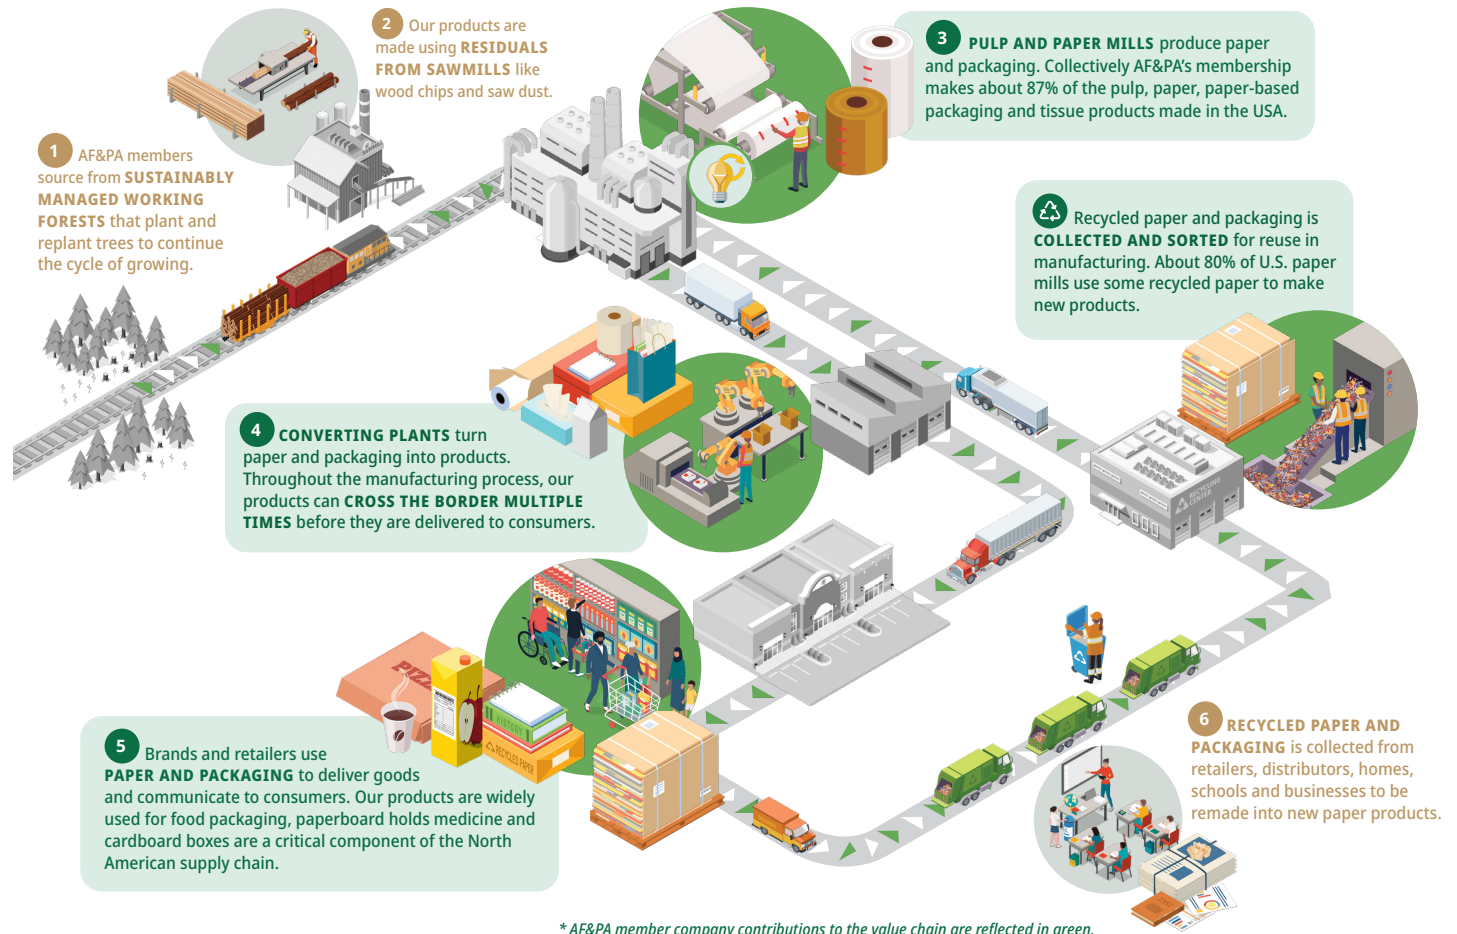 1 AF&PA members
source from SUSTAINABLY
MANAGED WORKING
FORESTS that plant and
replant trees to continue
the cycle of growing.
2 Our products are
made using RESIDUALS
FROM SAWMILLS like
wood chips and saw dust.
3 PULP AND PAPER MILLS produce paper
and packaging. Collectively AF&PA’s membership
makes about 87% of the pulp, paper, paper-based
packaging and tissue products made in the USA.
Recycled paper and packaging is
COLLECTED AND SORTED for reuse in
manufacturing. About 80% of U.S. paper
mills use some recycled paper to make
new products.
4 CONVERTING PLANTS turn
paper and packaging into products.
Throughout the manufacturing process, our
products can CROSS THE BORDER MULTIPLE
TIMES before they are delivered to consumers.
RECYCLING
CENTER
PIZZA
HISTORY
RECYCLED PAPER
5 Brands and retailers use
PAPER AND PACKAGING to deliver goods
and communicate to consumers. Our products are widely
used for food packaging, paperboard holds medicine and
cardboard boxes are a critical component of the North
American supply chain.
6 RECYCLED PAPER AND
PACKAGING is collected from
retailers, distributors, homes,
schools and businesses to be
remade into new paper products.
* AF&PA member company contributions to the value chain are reflected in green.